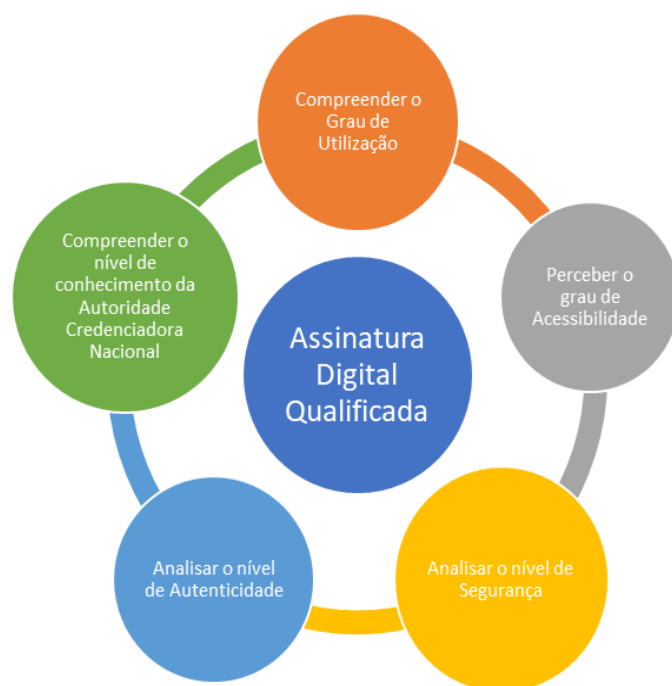 Compreender o
Grau de
Utilização
Perceber o
grau de
Acessibilidade
Analisar o nível de
Segurança
Analisar o nível
de Autenticidade
Compreender o
nível de
conhecimento da
Autoridade
Credenciadora
Nacional
Assinatura
Digital
Qualificada